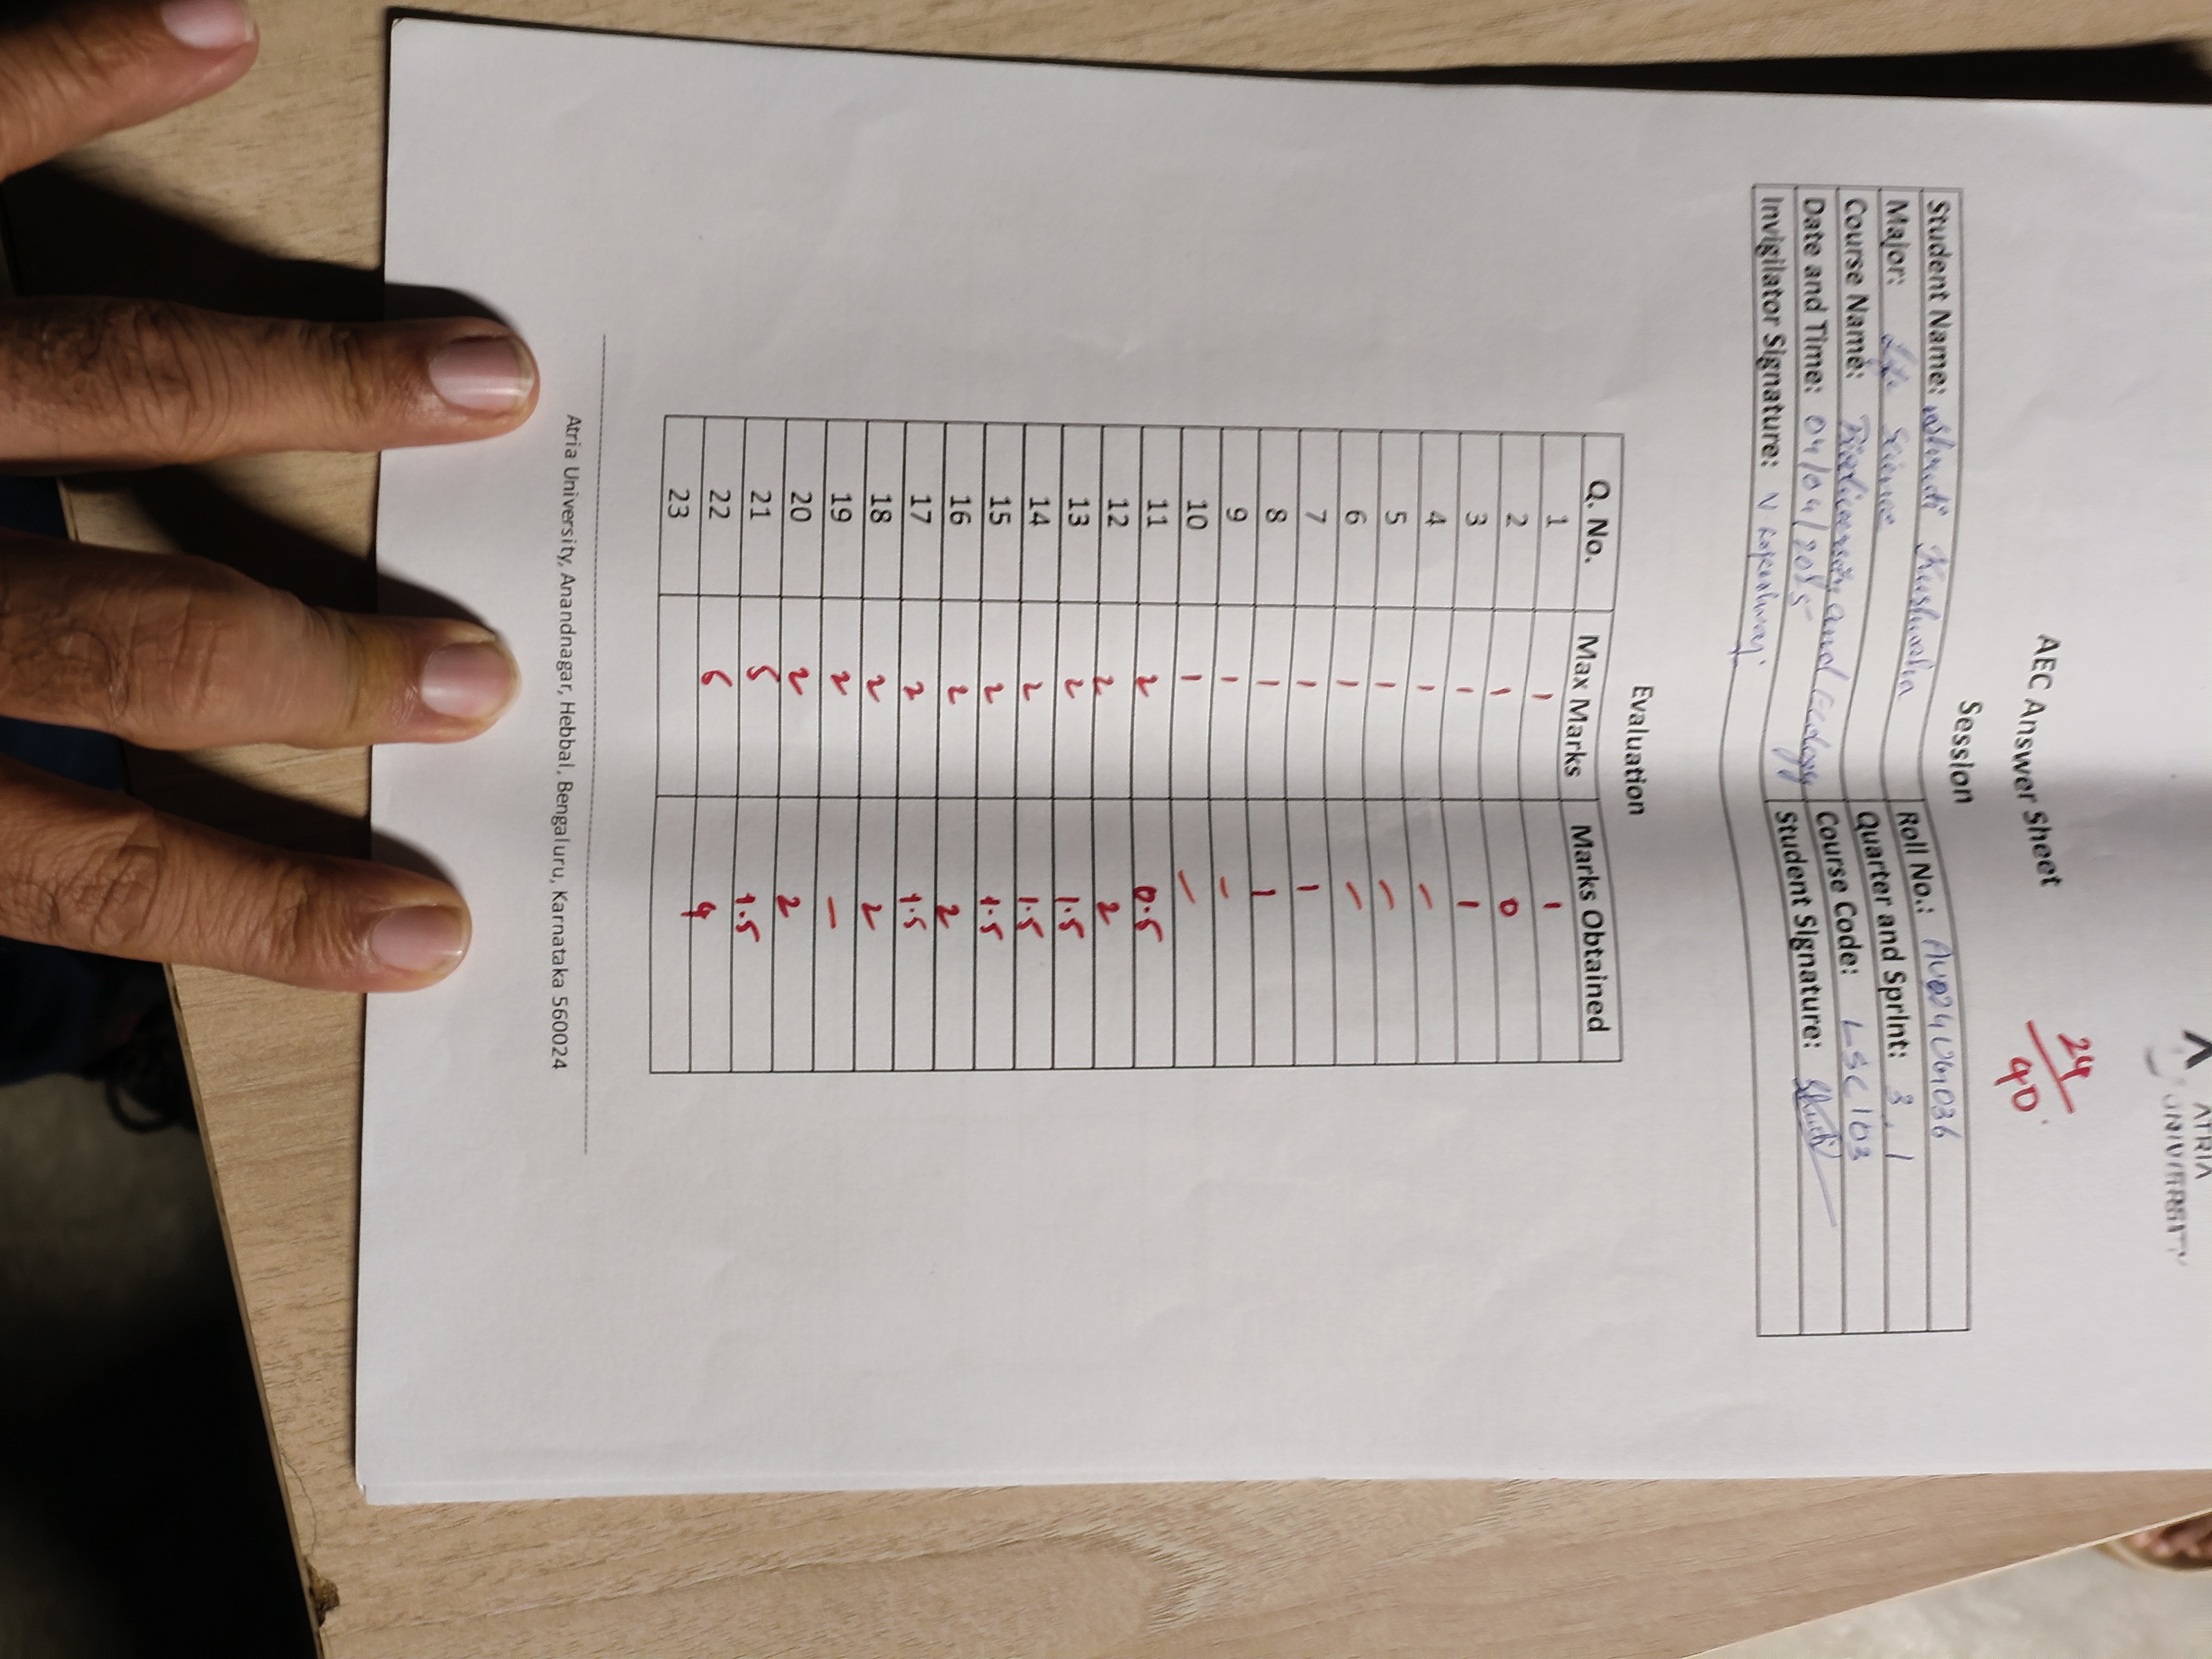 ATRIA
UNIVERSITY
24
40
AEC Answer Sheet
Session
Student Name: Shruti Kushwaha Roll No.:
Major: Life Science Quarter and Sprint: 3, 1
Course Name: Biodiversity and Ecology Course Code: LSC103
Date and Time: 04/04/2025 Student Signature:
Invigilator Signature: V
Evaluation
Q. No. Max Marks Marks Obtained
1 1 1
2 1 0
3 1 1
4 1 –
5 1 –
6 1 –
7 1 1
8 1 1
9 1 –
10 1 –
11 2 0.5
12 2 2
13 2 1.5
14 2 1.5
15 2 1.5
16 2 2
17 2 1.5
18 2 2
19 2 –
20 2 2
21 5 1.5
22 6 4
23
Atria University, Anandnagar, Hebbal, Bengaluru, Karnataka 560024